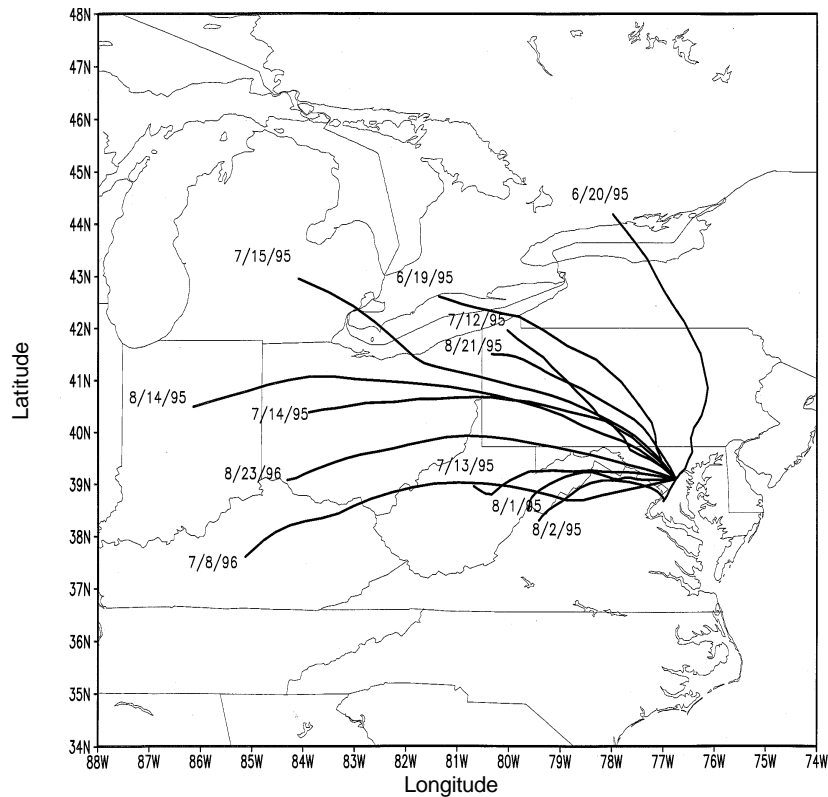 48N
47N
46N
45N
44N
43N
42N
41N
40N
39N
38N
37N
36N
35N
34N
Latitude
6/20/95
7/15/95
6/19/95
7/12/95
8/21/95
8/14/95
7/14/95
7/13/95
8/23/96
8/1/95
8/2/95
7/8/96
88W 87W 86W 85W 84W 83W 82W 81W 80W 79W 78W 77W 76W 75W 74W
Longitude